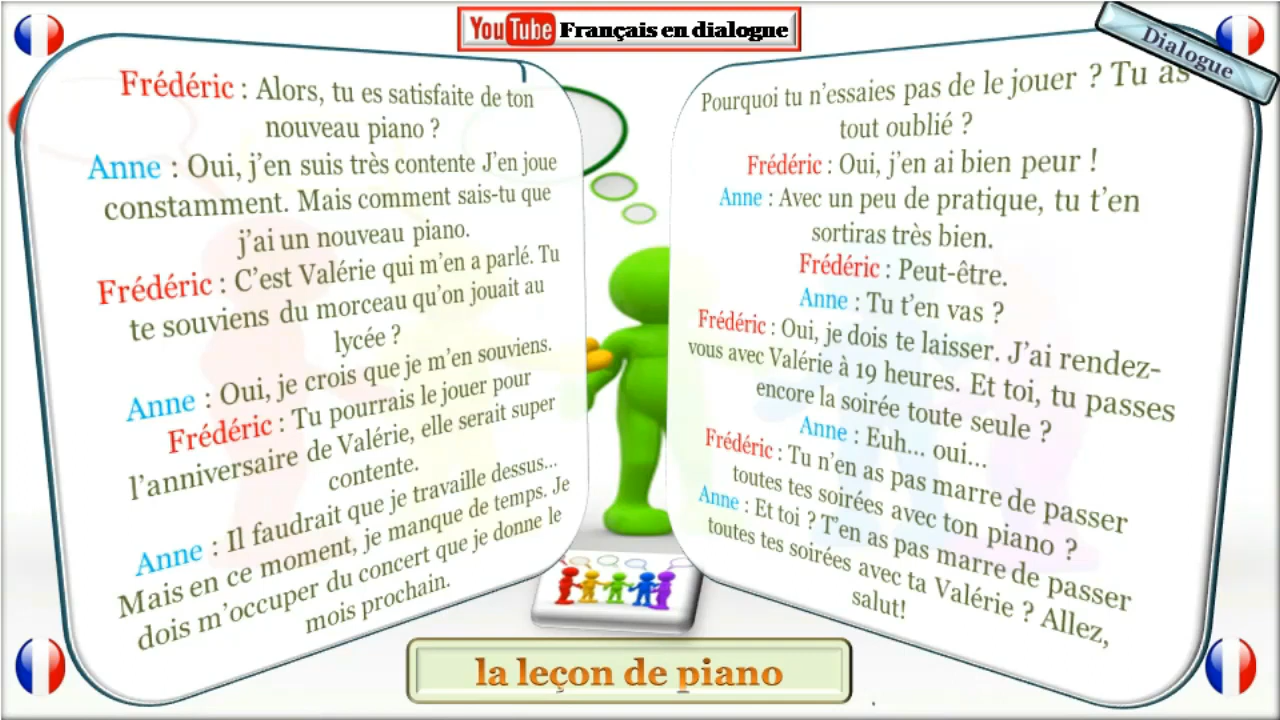 YouTube Français en dialogue
Dialogue
Frédéric : Alors, tu es satisfaite de ton
nouveau piano ?
Anne : Oui, j'en suis très contente J'en joue
constamment. Mais comment sais-tu que
j'ai un nouveau piano.
Frédéric : C'est Valérie qui m'en a parlé. Tu
te souviens du morceau qu'on jouait au
lycée ?
Anne : Oui, je crois que je m'en souviens.
Frédéric : Tu pourrais le jouer pour
l'anniversaire de Valérie, elle serait super
contente.
Anne : Il faudrait que je travaille dessus...
Mais en ce moment, je manque de temps. Je
dois m'occuper du concert que je donne le
mois prochain.
Pourquoi tu n'essaies pas de le jouer ? Tu as
tout oublié ?
Frédéric : Oui, j'en ai bien peur !
Anne : Avec un peu de pratique, tu t'en
sortiras très bien.
Frédéric : Peut-être.
Anne : Tu t'en vas ?
Frédéric : Oui, je dois te laisser. J'ai rendez-
vous avec Valérie à 19 heures. Et toi, tu passes
encore la soirée toute seule ?
Anne : Euh... oui...
Frédéric : Tu n'en as pas marre de passer
toutes tes soirées avec ton piano ?
Anne : Et toi ? T'en as pas marre de passer
toutes tes soirées avec ta Valérie ? Allez,
salut!
la leçon de piano